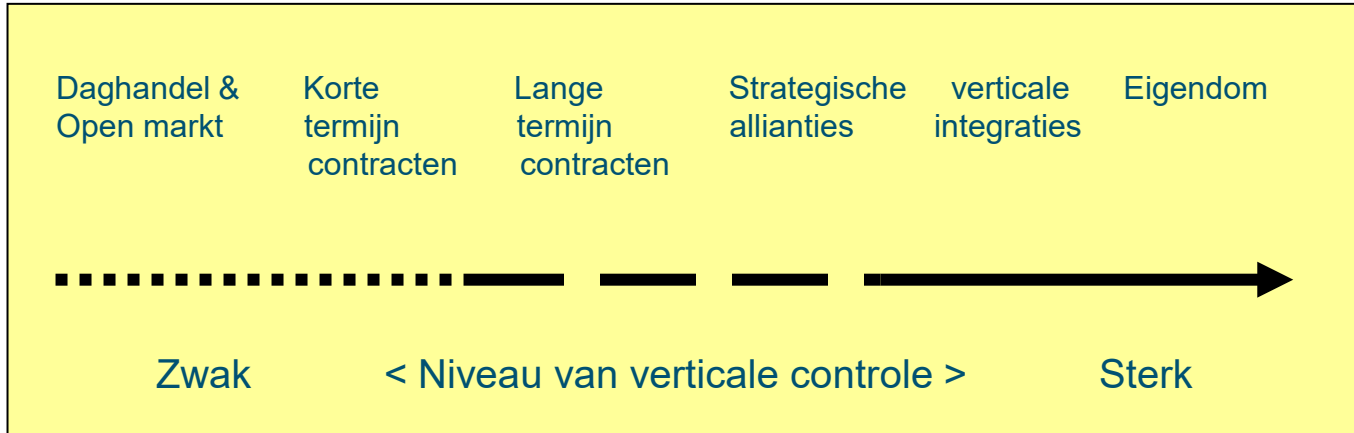 Daghandel & Korte Lange Strategische verticale Eigendom
Open markt termijn termijn allianties integraties
contracten contracten
Zwak < Niveau van verticale controle > Sterk